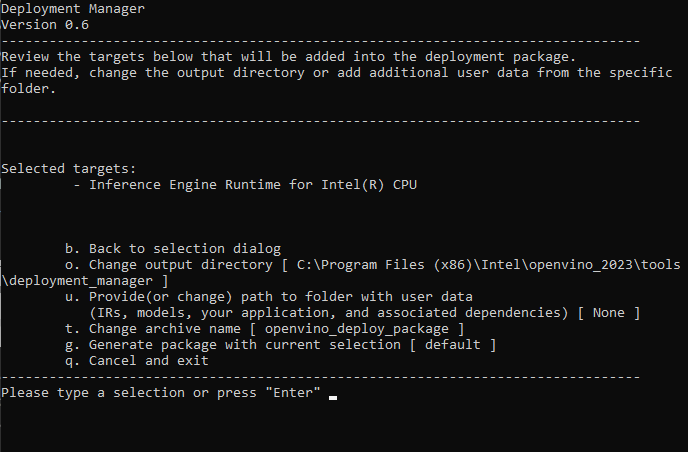 Deployment Manager
Version 0.6
--------------------------------------------------------------------------------
Review the targets below that will be added into the deployment package.
If needed, change the output directory or add additional user data from the specific
folder.
--------------------------------------------------------------------------------
Selected targets:
- Inference Engine Runtime for Intel(R) CPU
b. Back to selection dialog
o. Change output directory [ C:\Program Files (x86)\Intel\openvino_2023\tools
\deployment_manager ]
u. Provide(or change) path to folder with user data
(IRs, models, your application, and associated dependencies) [ None ]
t. Change archive name [ openvino_deploy_package ]
g. Generate package with current selection [ default ]
q. Cancel and exit
--------------------------------------------------------------------------------
Please type a selection or press "Enter"